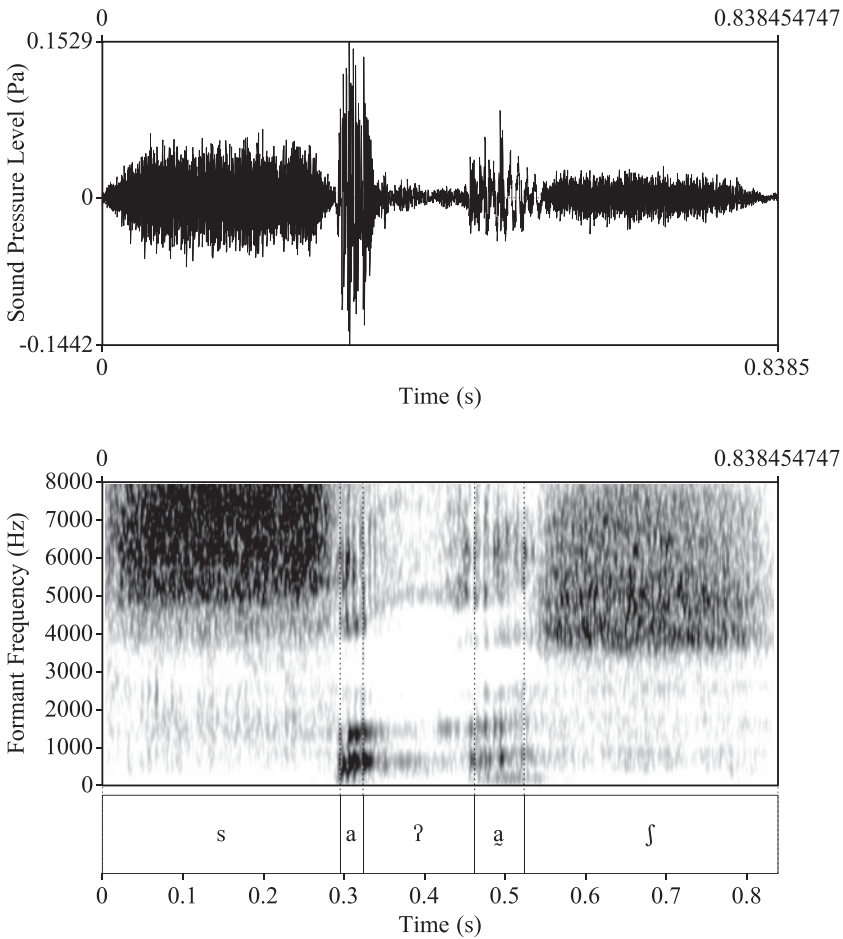 0 0.838454747
0.1529
Sound Pressure Level (Pa)
0
-0.1442
0 0.8385
Time (s)
0 0.838454747
8000
7000
6000
5000
4000
3000
2000
1000
0
Formant Frequency (Hz)
s a ʔ a̰ ʃ
0 0.1 0.2 0.3 0.4 0.5 0.6 0.7 0.8
Time (s)